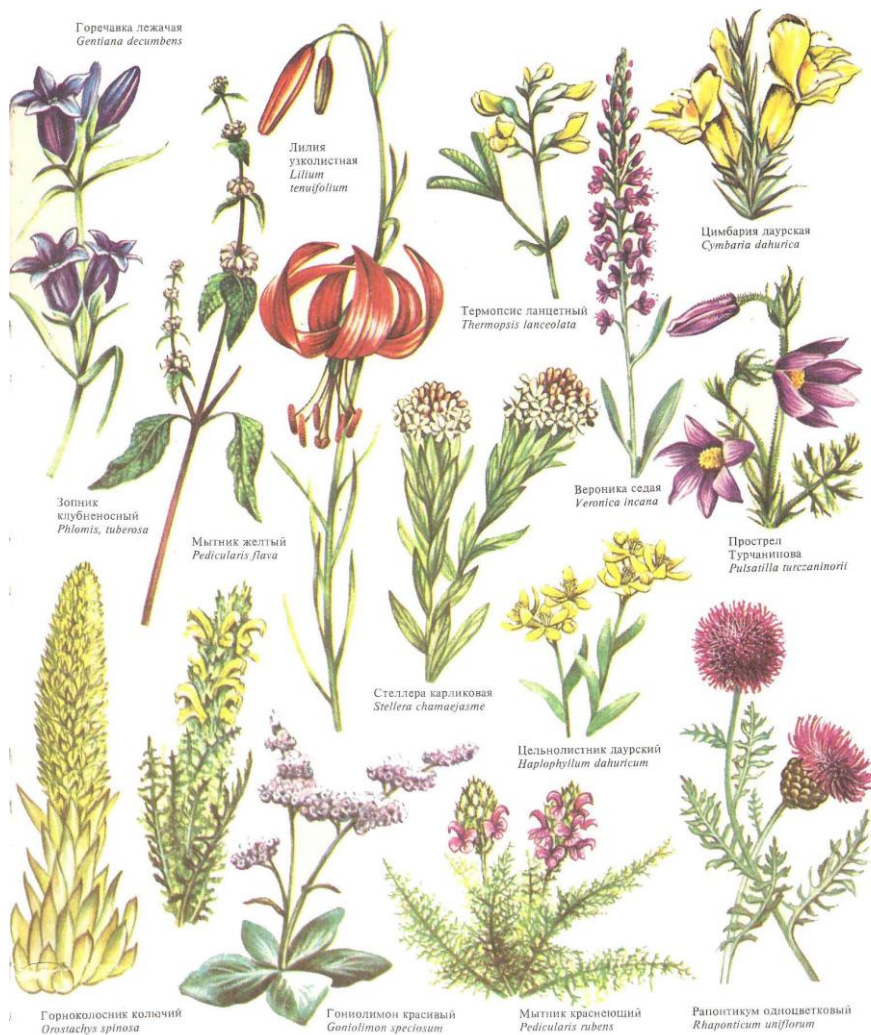 Горечавка лежачая
Gentiana decumbens
Лилия
узколистная
Lilium
tenuifolium
Термопсис ланцетный
Thermopsis lanceolata
Цимбария даурская
Cymbaria dahurica
Зопник
клубненосный
Phlomis, tuberosa
Мытник желтый
Pedicularis flava
Вероника седая
Veronica incana
Прострел
Турчанинова
Pulsatilla turczaninorii
Стеллера карликовая
Stellera chamaejasme
Цельнолистник даурский
Haplophyllum dahuricum
Горноколосник колючий
Orostachys spinosa
Гониолимон красивый
Goniolimon speciosum
Мытник краснеющий
Pedicularis rubens
Рапонтикум одноцветковый
Rhaponticum uniflorum